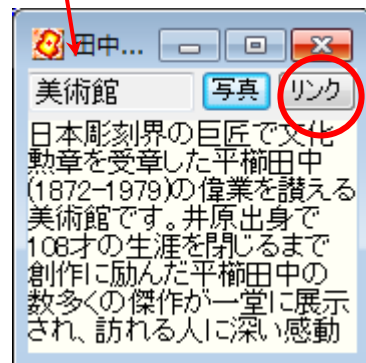 田中...
美術館 写真 リンク
日本彫刻界の巨匠で文化
勲章を受章した平櫛田中
(1872-1979)の偉業を讃える
美術館です。井原出身で
108才の生涯を閉じるまで
創作に励んだ平櫛田中の
数多くの傑作が一堂に展示
され、訪れる人に深い感動